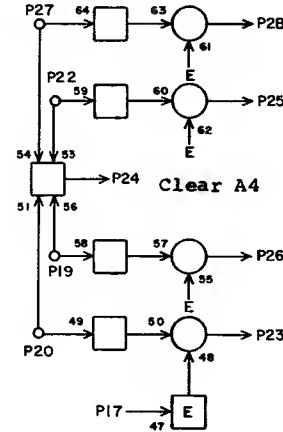 P27 64 63 P28
61
E
P22 59 60 P25
62
54 53 E
P24 Clear A4
51 56
58 57 P26
P19 55
E
49 50 P23
P20 48
P17 E
47